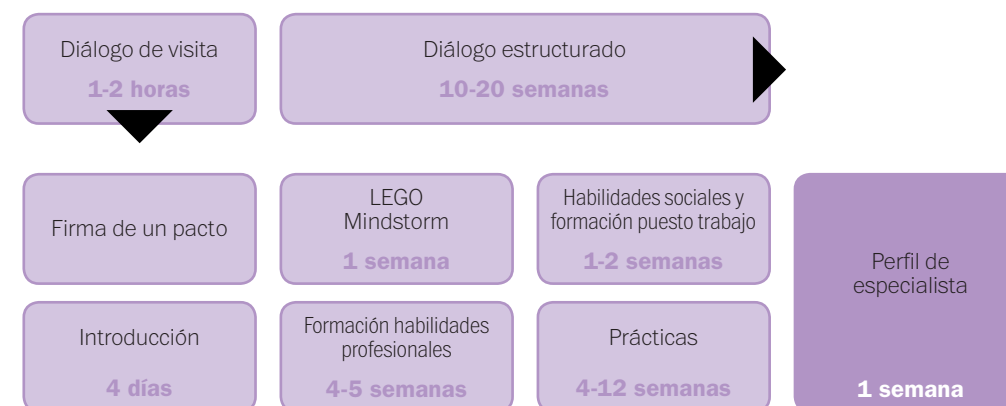 Diálogo de visita
1-2 horas
Diálogo estructurado
10-20 semanas
Firma de un pacto
LEGO
Mindstorm
1 semana
Habilidades sociales y
formación puesto trabajo
1-2 semanas
Introducción
4 días
Formación habilidades
profesionales
4-5 semanas
Prácticas
4-12 semanas
Perfil de
especialista
1 semana